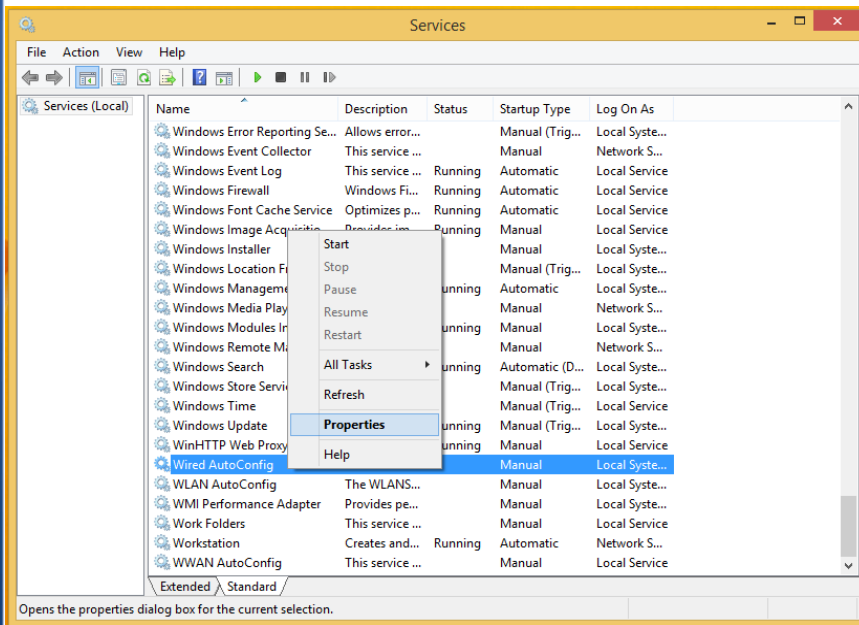 Services
File Action View Help
Services (Local)
Name Description Status Startup Type Log On As
Windows Error Reporting Se... Allows error... Manual (Trig... Local Syste...
Windows Event Collector This service ... Manual Network S...
Windows Event Log This service ... Running Automatic Local Service
Windows Firewall Windows Fi... Running Automatic Local Service
Windows Font Cache Service Optimizes p... Running Automatic Local Service
Windows Image Acquisitio... Provides im... Running Manual Local Service
Windows Installer Manual Local Syste...
Windows Location Fr Manual (Trig... Local Syste...
Windows Manageme unning Automatic Local Syste...
Windows Media Play Manual Network S...
Windows Modules In unning Manual Local Syste...
Windows Remote Ma Manual Network S...
Windows Search unning Automatic (D... Local Syste...
Windows Store Servi Manual (Trig... Local Syste...
Windows Time Manual (Trig... Local Service
Windows Update unning Manual (Trig... Local Syste...
WinHTTP Web Proxy unning Manual Local Service
Wired AutoConfig Manual Local Syste...
WLAN AutoConfig The WLANS... Manual Local Syste...
WMI Performance Adapter Provides pe... Manual Local Syste...
Work Folders This service ... Manual Local Service
Workstation Creates and... Running Automatic Network S...
WWAN AutoConfig This service ... Manual Local Service
Start
Stop
Pause
Resume
Restart
All Tasks
Refresh
Properties
Help
Extended Standard
Opens the properties dialog box for the current selection.